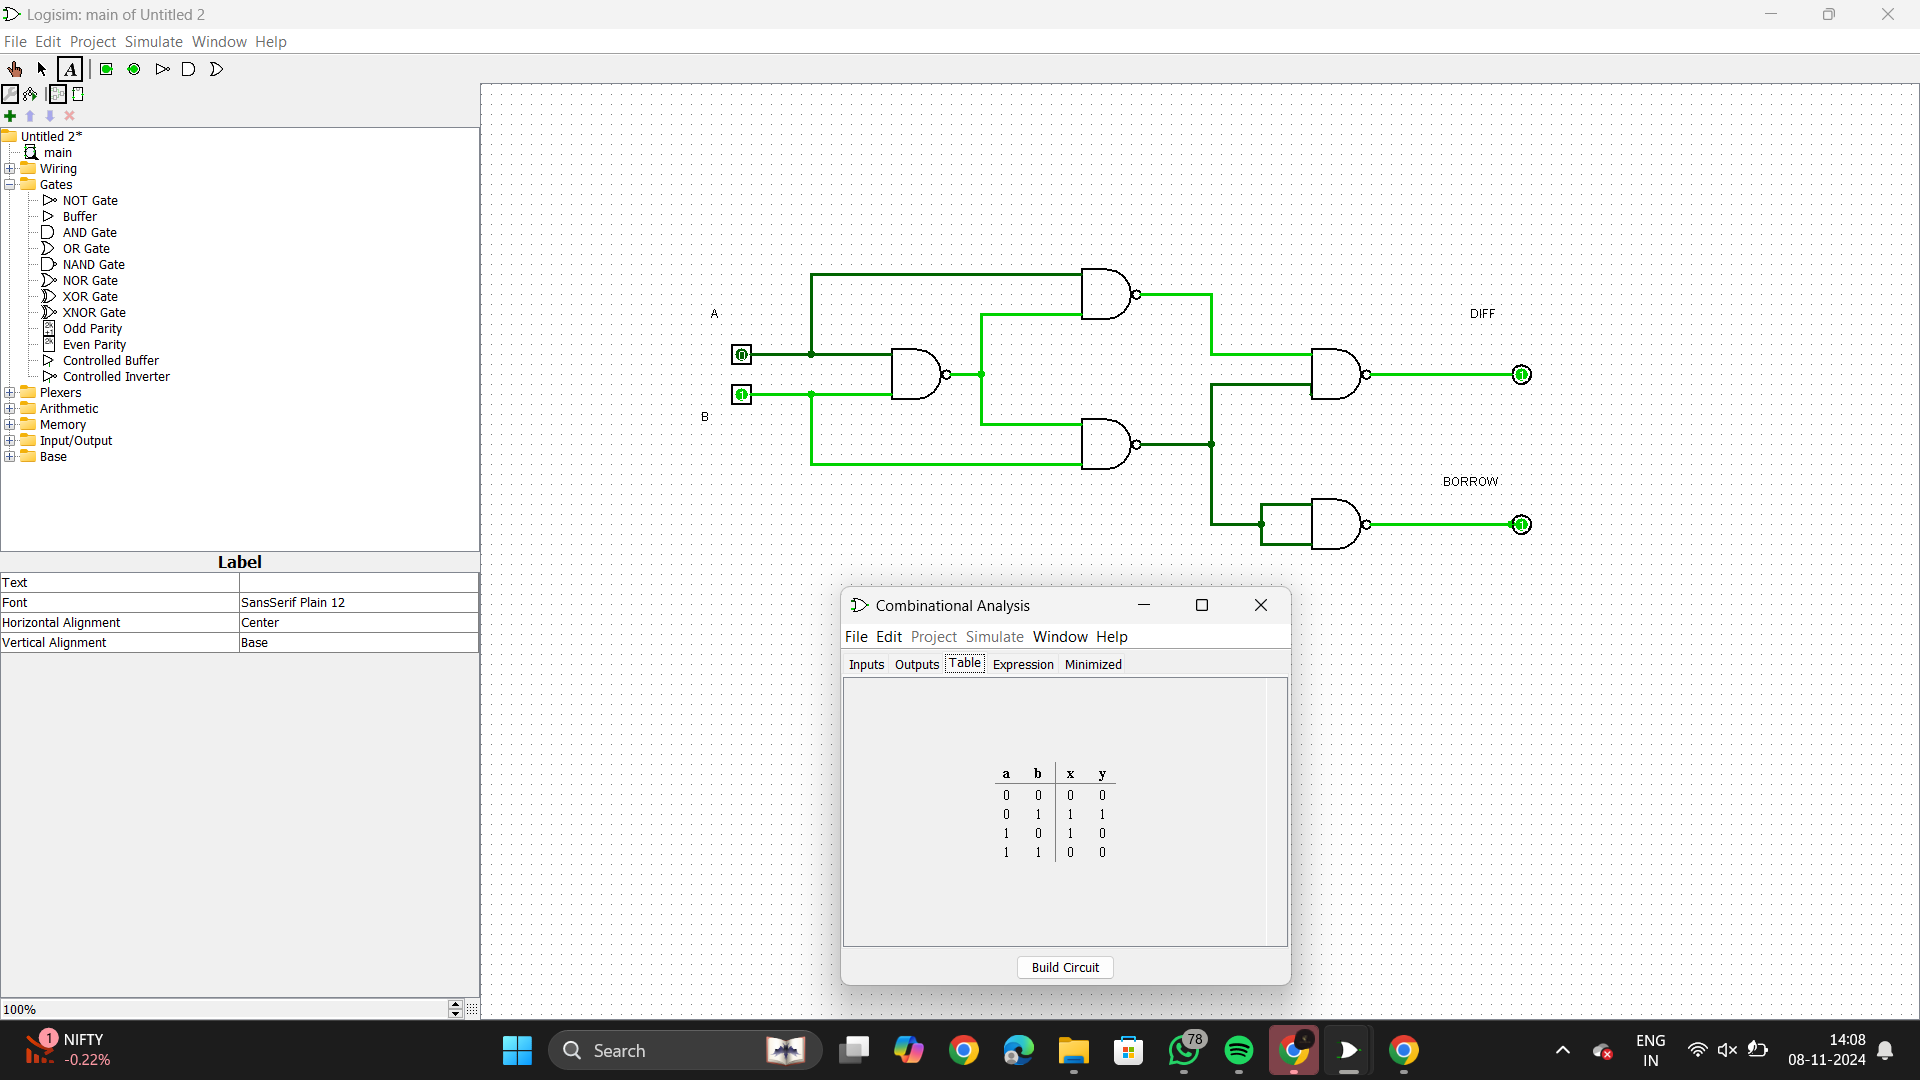 Logisim: main of Untitled 2
File Edit Project Simulate Window Help
A
Untitled 2*
main
Wiring
Gates
NOT Gate
Buffer
AND Gate
OR Gate
NAND Gate
NOR Gate
XOR Gate
XNOR Gate
Odd Parity
Even Parity
Controlled Buffer
Controlled Inverter
Plexers
Arithmetic
Memory
Input/Output
Base
Label
Text
Font SansSerif Plain 12
Horizontal Alignment Center
Vertical Alignment Base
100%
A
0
1
B
DIFF
1
BORROW
1
Combinational Analysis
File Edit Project Simulate Window Help
Inputs Outputs Table Expression Minimized
a b x y
0 0 0 0
0 1 1 1
1 0 1 0
1 1 0 0
Build Circuit
1
NIFTY
-0.22%
Search
78
ENG
IN
14:08
08-11-2024